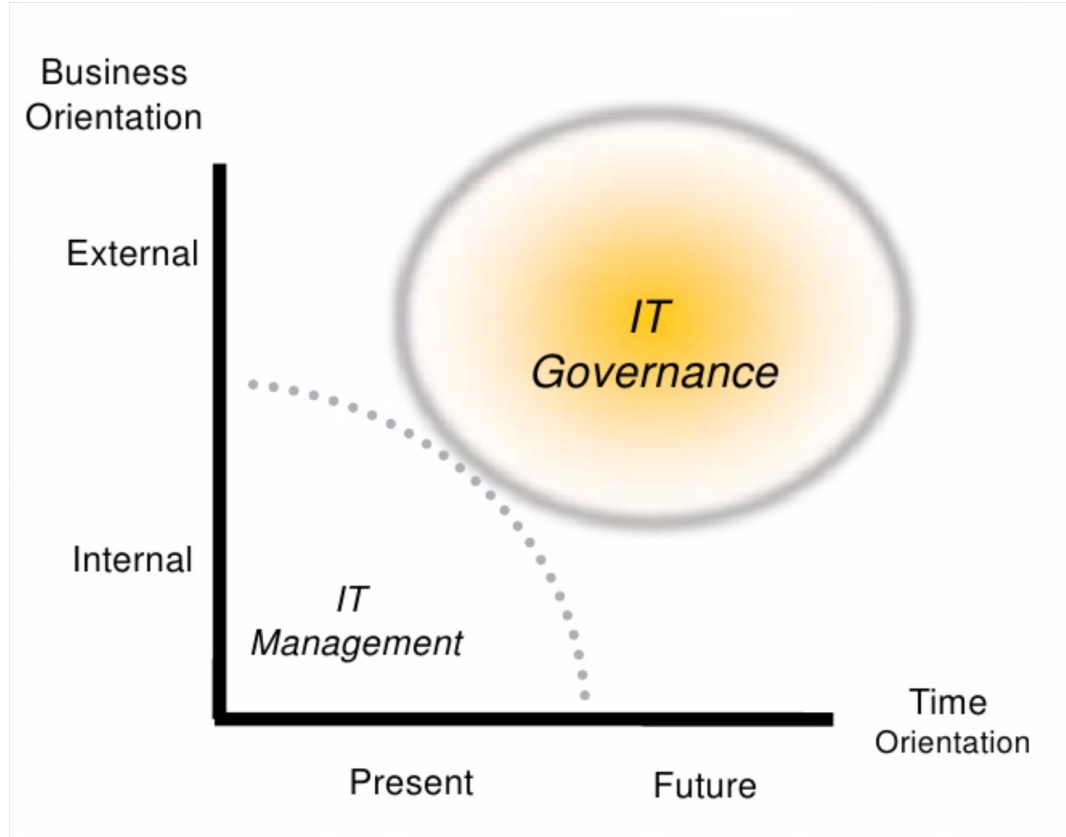 Business
Orientation
External
IT
Governance
Internal
IT
Management
Time
Orientation
Present
Future